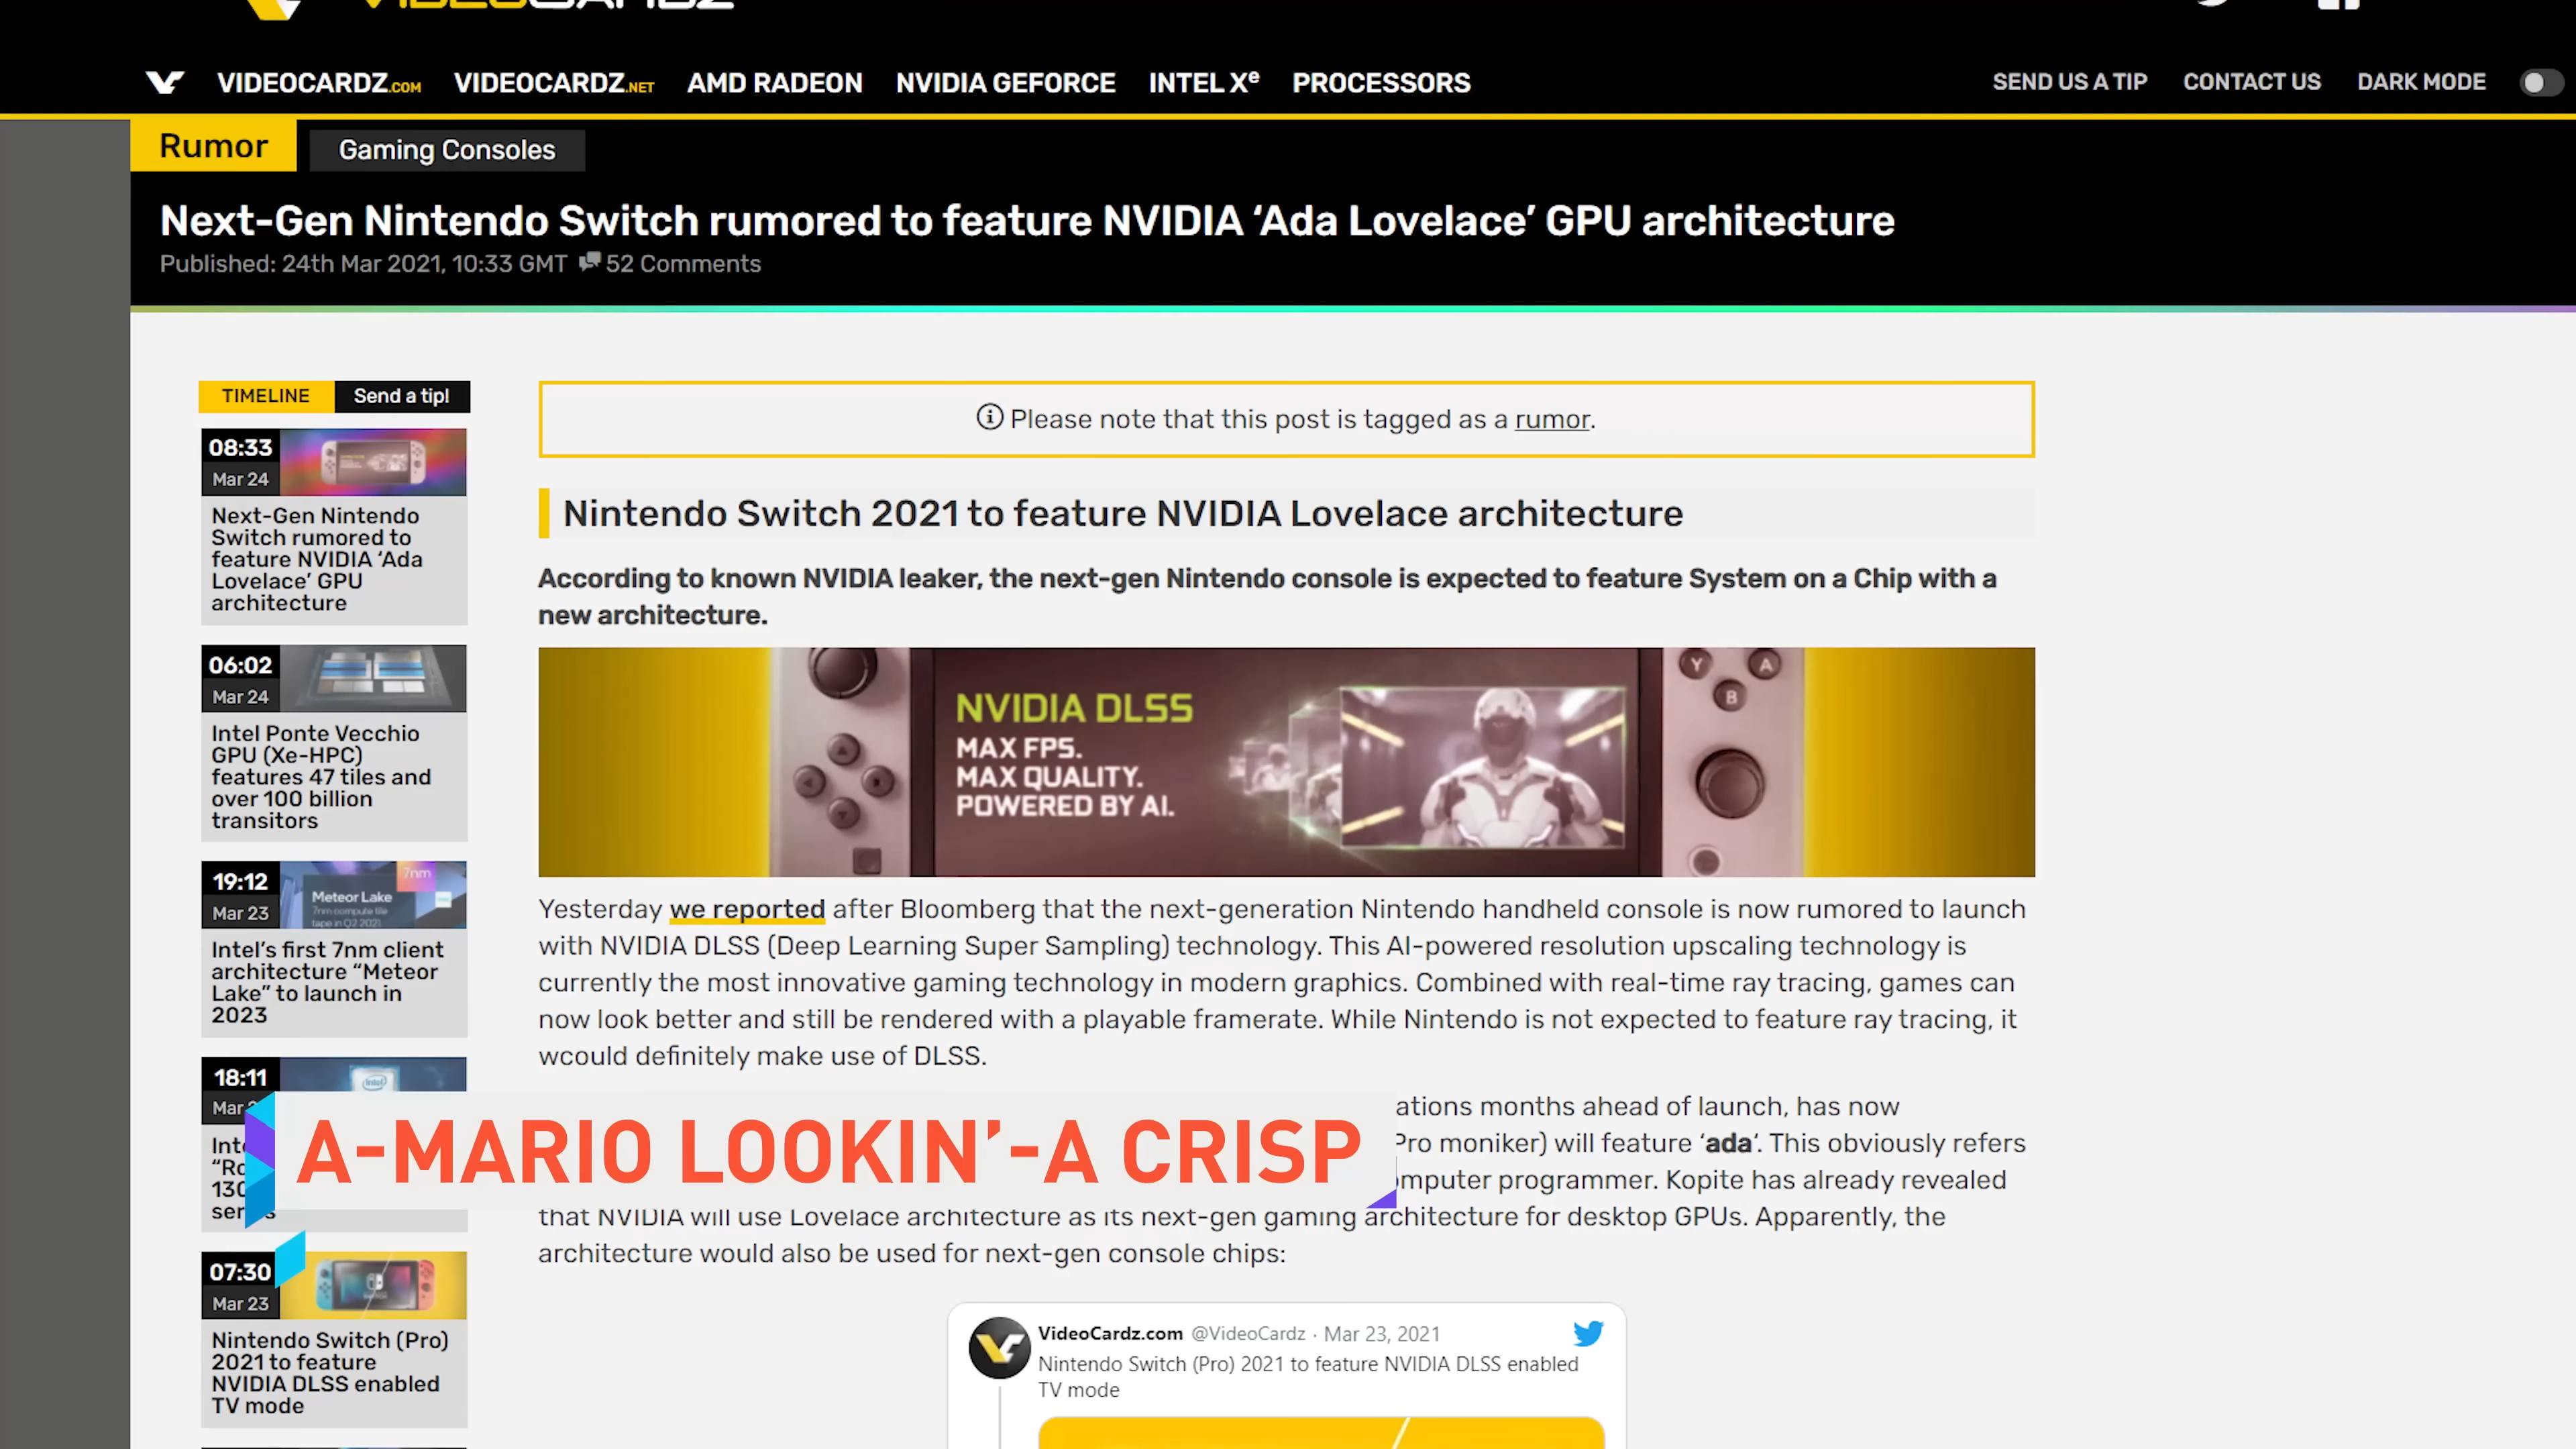 VIDEOCARDZ
VIDEOCARDZ.COM VIDEOCARDZ.NET AMD RADEON NVIDIA GEFORCE INTEL Xe PROCESSORS SEND US A TIP CONTACT US DARK MODE
Rumor Gaming Consoles
Next-Gen Nintendo Switch rumored to feature NVIDIA ‘Ada Lovelace’ GPU architecture
Published: 24th Mar 2021, 10:33 GMT 52 Comments
TIMELINE Send a tip!
08:33
Mar 24
Next-Gen Nintendo
Switch rumored to
feature NVIDIA ‘Ada
Lovelace’ GPU
architecture
06:02
Mar 24
Intel Ponte Vecchio
GPU (Xe-HPC)
features 47 tiles and
over 100 billion
transitors
19:12
Mar 23
7nm
Meteor Lake
7nm compute tile
tape in Q2 2021
Intel’s first 7nm client
architecture “Meteor
Lake” to launch in
2023
18:11
Mar
intel
07:30
Mar 23
Nintendo Switch (Pro)
2021 to feature
NVIDIA DLSS enabled
TV mode
Please note that this post is tagged as a rumor.
Nintendo Switch 2021 to feature NVIDIA Lovelace architecture
According to known NVIDIA leaker, the next-gen Nintendo console is expected to feature System on a Chip with a
new architecture.
NVIDIA DLSS
MAX FPS.
MAX QUALITY.
POWERED BY AI.
Y A
B
Yesterday we reported after Bloomberg that the next-generation Nintendo handheld console is now rumored to launch
with NVIDIA DLSS (Deep Learning Super Sampling) technology. This AI-powered resolution upscaling technology is
currently the most innovative gaming technology in modern graphics. Combined with real-time ray tracing, games can
now look better and still be rendered with a playable framerate. While Nintendo is not expected to feature ray tracing, it
wcould definitely make use of DLSS.
A-MARIO LOOKIN’-A CRISP
ations months ahead of launch, has now
Pro moniker) will feature ‘ada‘. This obviously refers
mputer programmer. Kopite has already revealed
that NVIDIA will use Lovelace architecture as its next-gen gaming architecture for desktop GPUs. Apparently, the
architecture would also be used for next-gen console chips:
VideoCardz.com @VideoCardz · Mar 23, 2021
Nintendo Switch (Pro) 2021 to feature NVIDIA DLSS enabled
TV mode